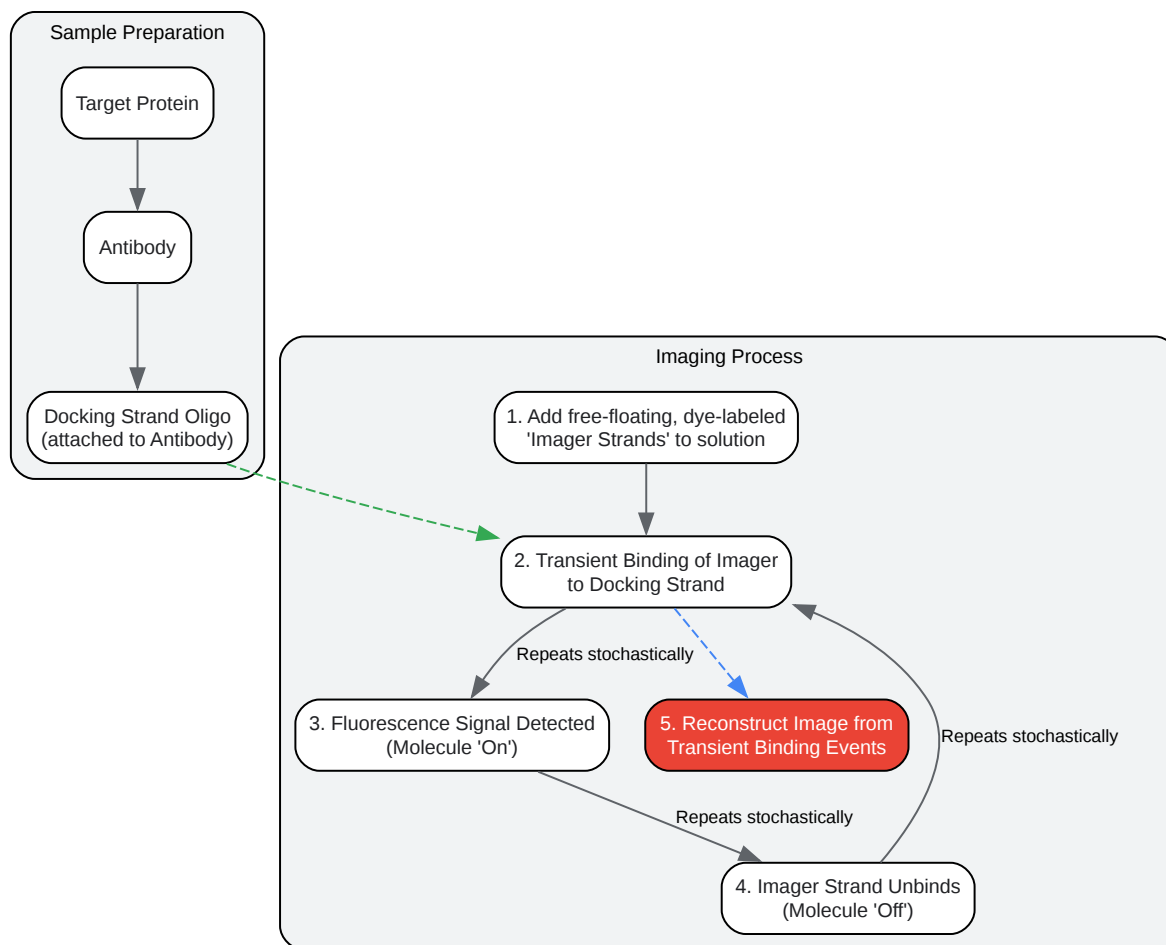 Sample Preparation
Target Protein
Antibody
Docking Strand Oligo
(attached to Antibody)
Imaging Process
1. Add free-floating, dye-labeled
'Imager Strands' to solution
2. Transient Binding of Imager
to Docking Strand
Repeats stochastically
3. Fluorescence Signal Detected
(Molecule 'On')
5. Reconstruct Image from
Transient Binding Events
Repeats stochastically
Repeats stochastically
4. Imager Strand Unbinds
(Molecule 'Off')